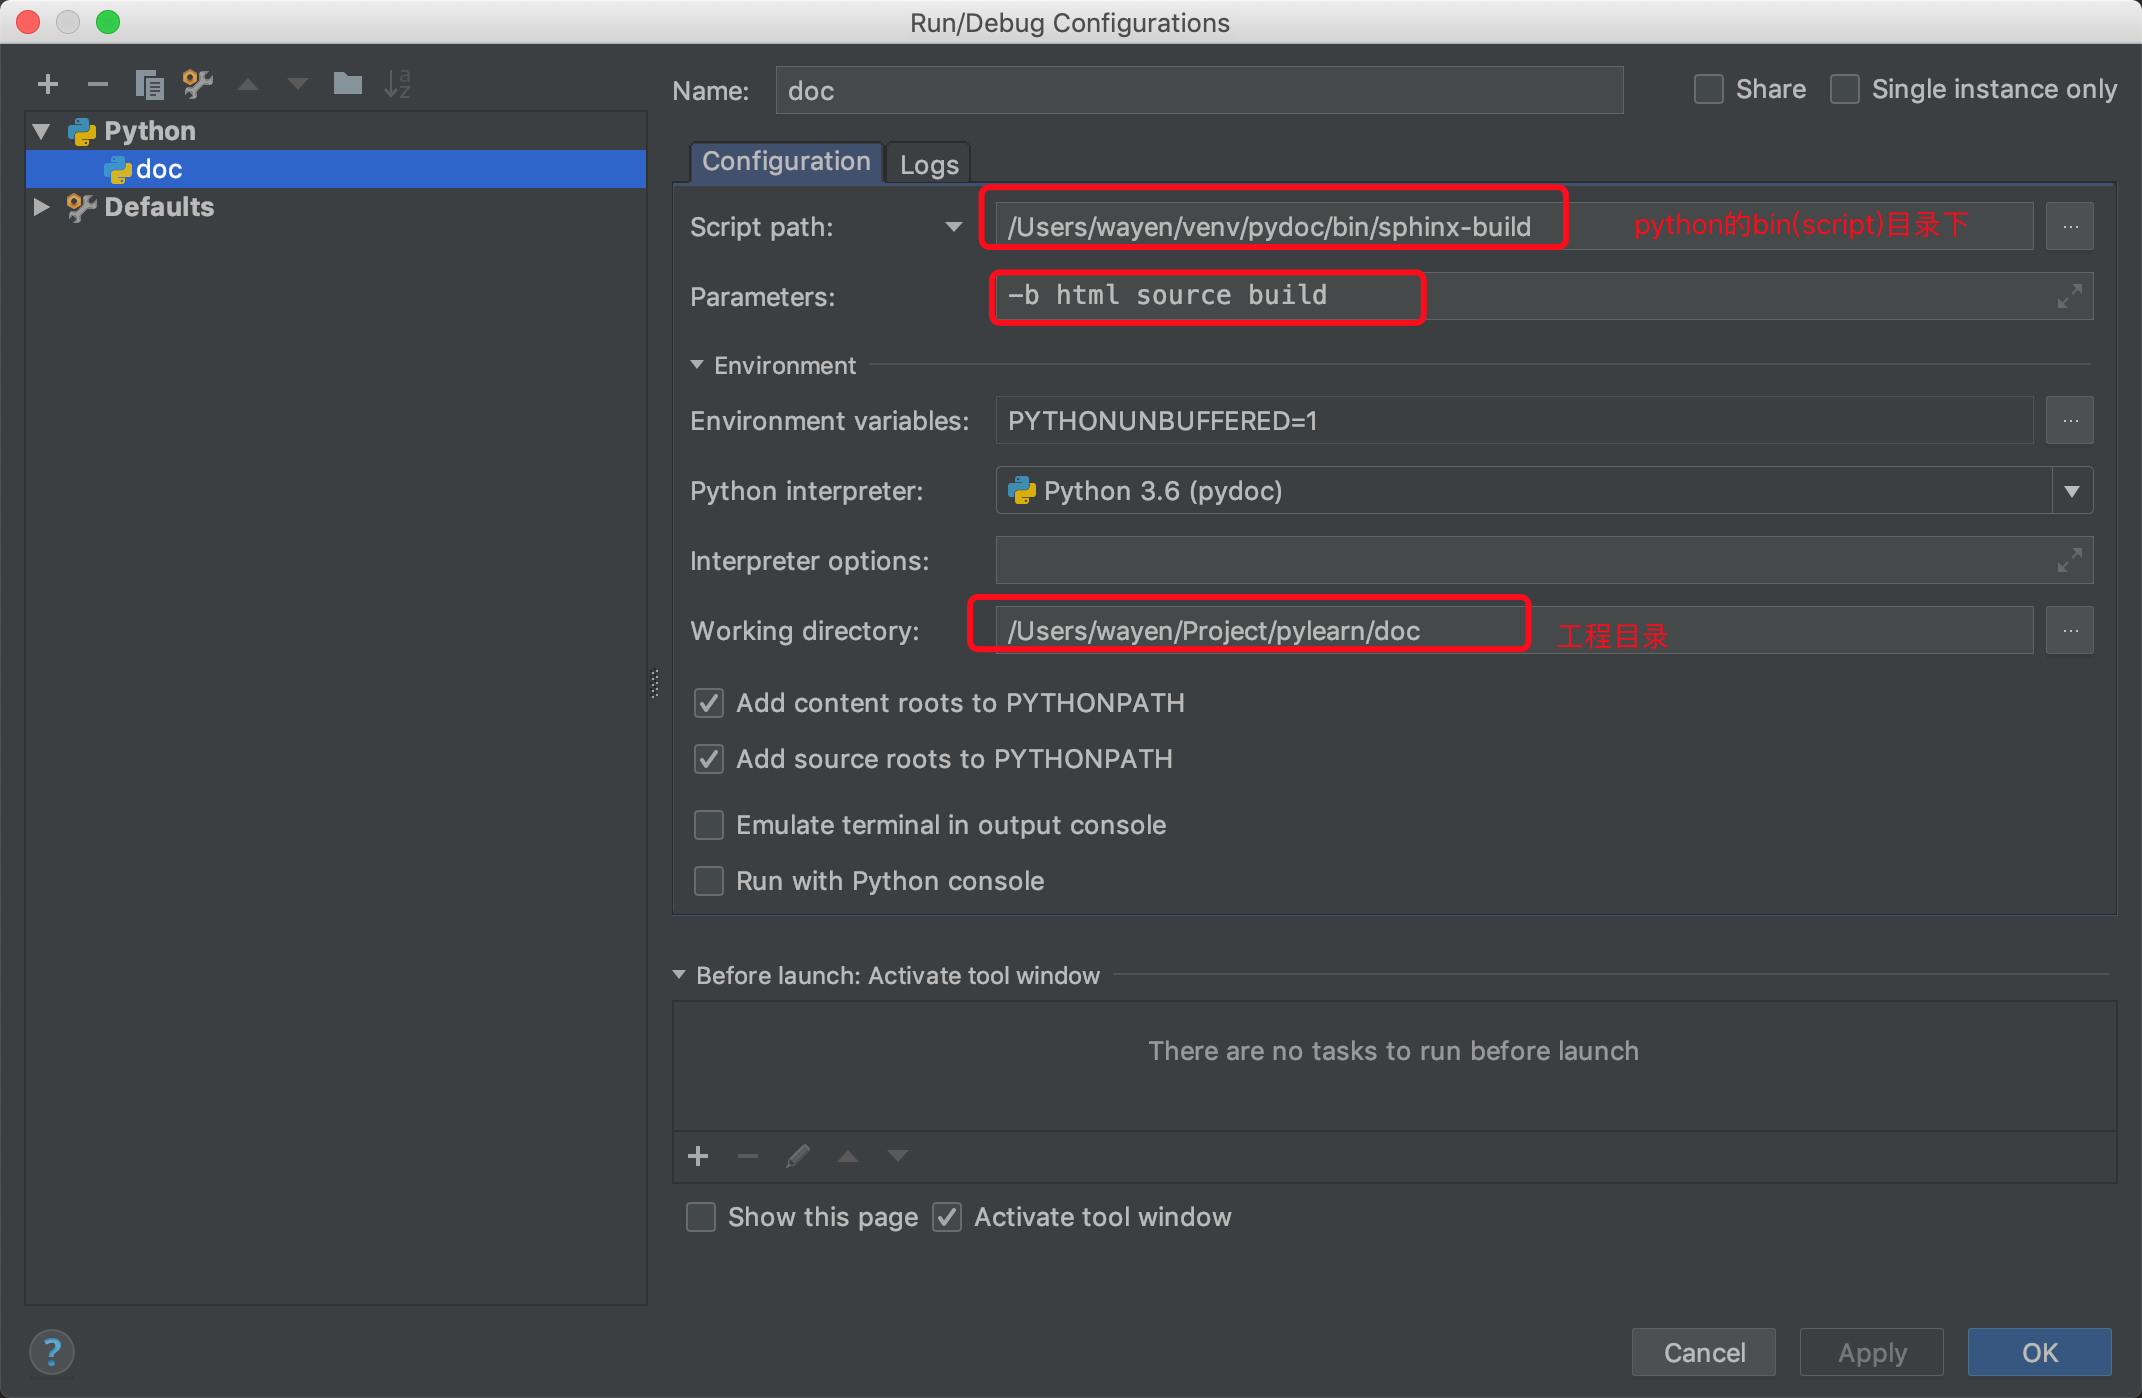 Run/Debug Configurations
Python
doc
Defaults
Name: doc
Share
Single instance only
Configuration
Logs
Script path: /Users/wayen/venv/pydoc/bin/sphinx-build python的bin(script)目录下
Parameters: -b html source build
Environment
Environment variables: PYTHONUNBUFFERED=1
Python interpreter: Python 3.6 (pydoc)
Interpreter options:
Working directory: /Users/wayen/Project/pylearn/doc 工程目录
Add content roots to PYTHONPATH
Add source roots to PYTHONPATH
Emulate terminal in output console
Run with Python console
Before launch: Activate tool window
There are no tasks to run before launch
Show this page
Activate tool window
?
Cancel
Apply
OK